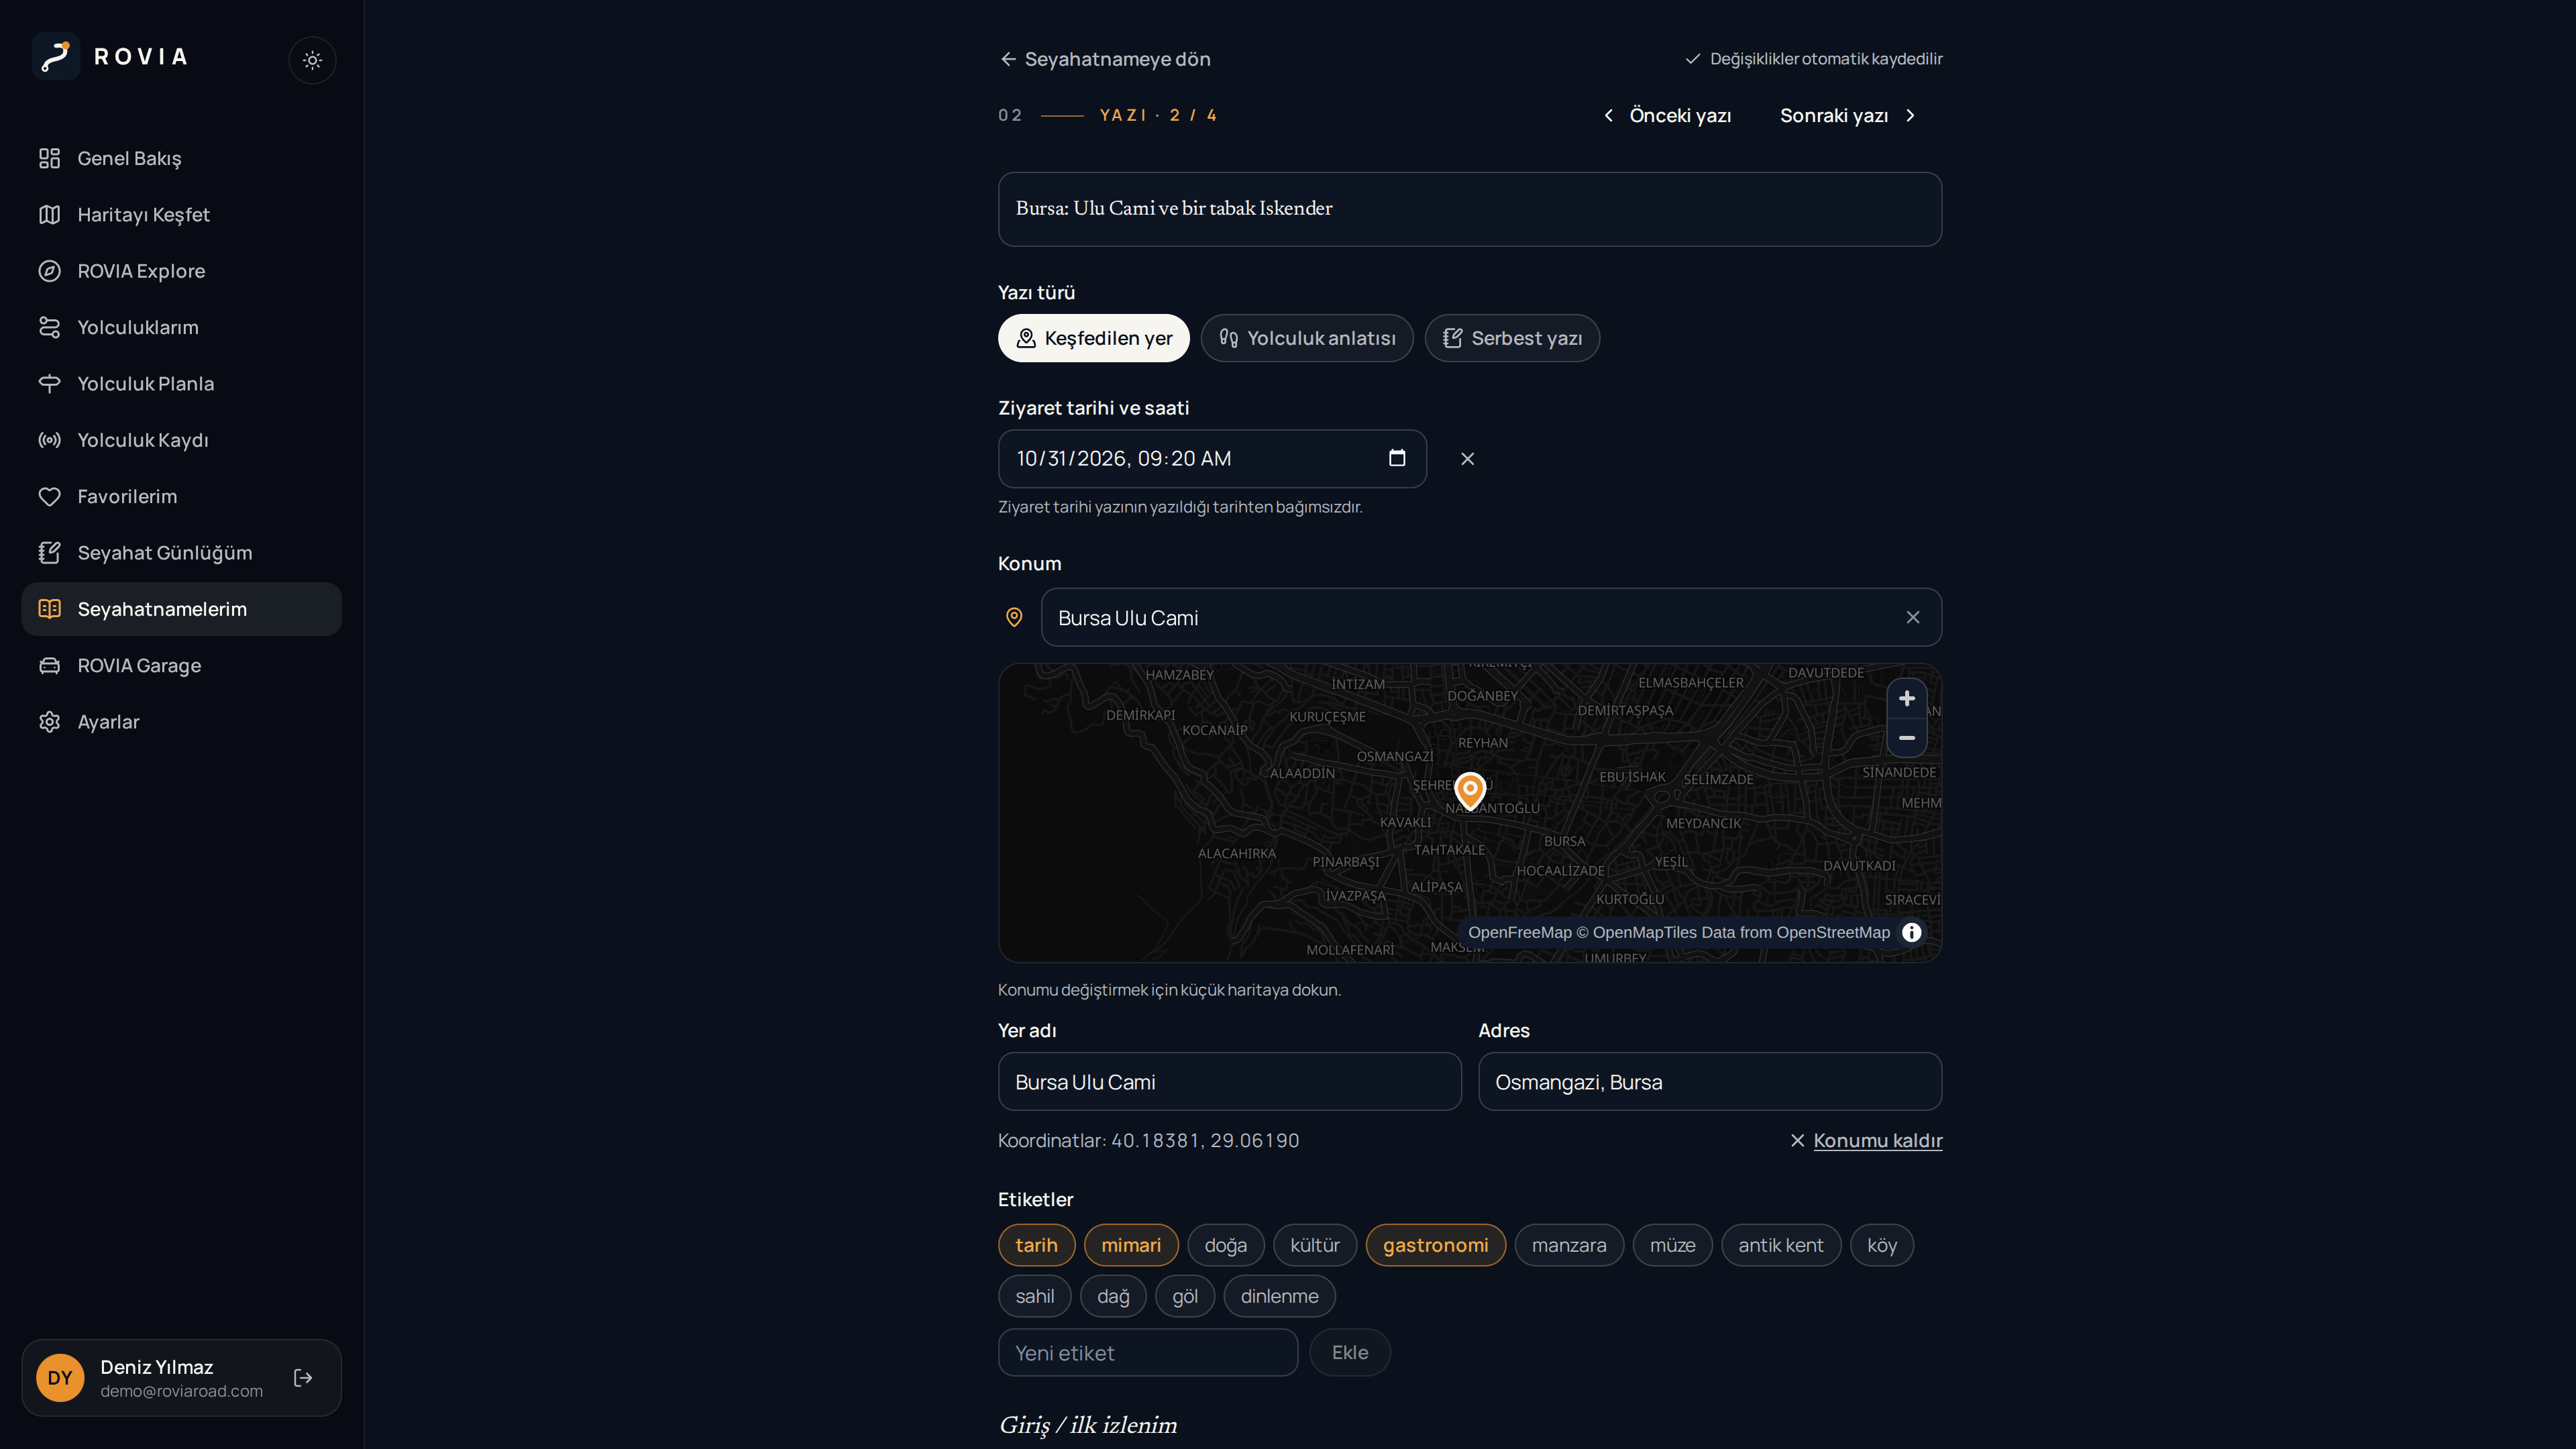 ROVIA
Genel Bakış
Haritayı Keşfet
ROVIA Explore
Yolculuklarım
Yolculuk Planla
Yolculuk Kaydı
Favorilerim
Seyahat Günlüğüm
Seyahatnamelerim
ROVIA Garage
Ayarlar
DY
Deniz Yılmaz
demo@roviaroad.com
Seyahatnameye dön
Değişiklikler otomatik kaydedilir
02 YAZI · 2 / 4
Önceki yazı Sonraki yazı
Bursa: Ulu Cami ve bir tabak Iskender
Yazı türü
Keşfedilen yer Yolculuk anlatısı Serbest yazı
Ziyaret tarihi ve saati
10/31/2026, 09:20 AM
Ziyaret tarihi yazının yazıldığı tarihten bağımsızdır.
Konum
Bursa Ulu Cami
HAMZABEY
İNTİZAM
DOĞANBEY
ELMASBAHÇELER
DAVUTDEDE
DEMİRKAPI
KOCANAİP
KURUÇEŞME
DEMİRTAŞPAŞA
OSMANGAZİ
REYHAN
ALAADDİN
EBU İSHAK
SELİMZADE
SİNANDEDE
MEHM
KAVAKLI
MEYDANCIK
ALACAHIRKA
PINARBAŞI
TAHTAKALE
BURSA
HOCAALİZADE
YEŞİL
DAVUTKADI
İVAZPAŞA
ALİPAŞA
KURTOĞLU
SIRACEVİ
MOLLAFENARİ
MAKSEM
UMURBEY
OpenFreeMap © OpenMapTiles Data from OpenStreetMap
Konumu değiştirmek için küçük haritaya dokun.
Yer adı Adres
Bursa Ulu Cami Osmangazi, Bursa
Koordinatlar: 40.18381, 29.06190 Konumu kaldır
Etiketler
tarih mimari doğa kültür gastronomi manzara müze antik kent köy
sahil dağ göl dinlenme
Yeni etiket Ekle
Giriş / ilk izlenim